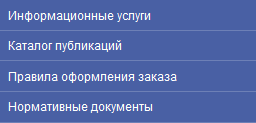 Информационные услуги
Каталог публикаций
Правила оформления заказа
Нормативные документы